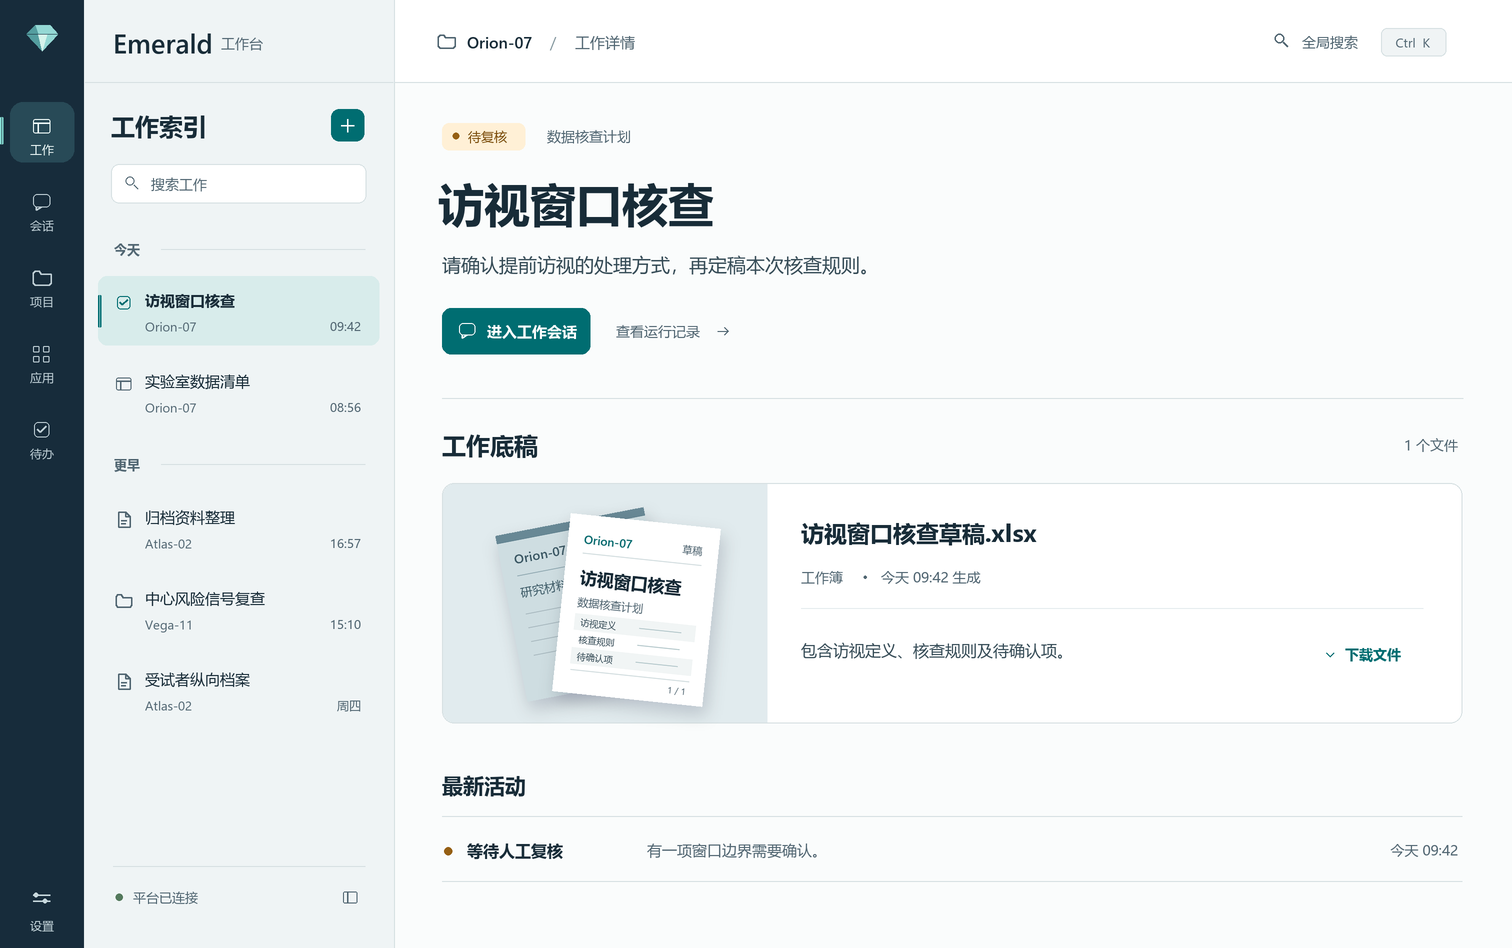 工作
会话
项目
应用
待办
设置
Emerald 工作台
工作索引
搜索工作
今天
访视窗口核查
Orion-07 09:42
实验室数据清单
Orion-07 08:56
更早
归档资料整理
Atlas-02 16:57
中心风险信号复查
Vega-11 15:10
受试者纵向档案
Atlas-02 周四
平台已连接
Orion-07 / 工作详情
全局搜索 Ctrl K
待复核 数据核查计划
访视窗口核查
请确认提前访视的处理方式，再定稿本次核查规则。
进入工作会话 查看运行记录 →
工作底稿 1 个文件
Orion-07
研究材料
Orion-07 草稿
访视窗口核查
数据核查计划
访视定义
核查规则
待确认项
1 / 1
访视窗口核查草稿.xlsx
工作簿 • 今天 09:42 生成
包含访视定义、核查规则及待确认项。
下载文件
最新活动
等待人工复核 有一项窗口边界需要确认。 今天 09:42